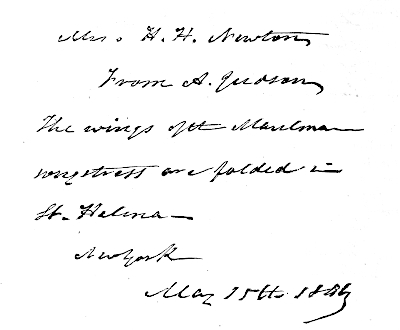 Mrs. H. H. Newton,
From A. Judson,
The wings of the Maulmain
songstress are folded in
St. Helena—
New York
May 15th